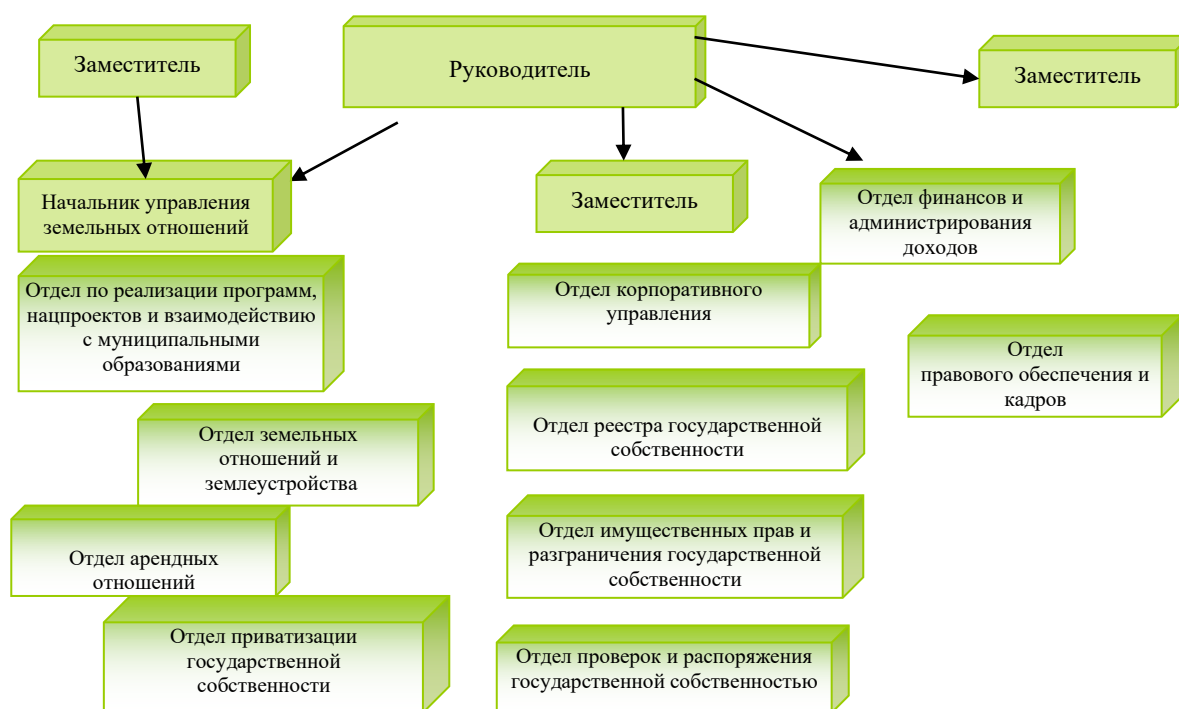 Заместитель
Руководитель
Заместитель
Начальник управления
земельных отношений
Заместитель
Отдел финансов и
администрирования
доходов
Отдел по реализации программ,
нацпроектов и взаимодействию
с муниципальными
образованиями
Отдел корпоративного
управления
Отдел
правового обеспечения и
кадров
Отдел земельных
отношений и
землеустройства
Отдел реестра государственной
собственности
Отдел арендных
отношений
Отдел имущественных прав и
разграничения государственной
собственности
Отдел приватизации
государственной
собственности
Отдел проверок и распоряжения
государственной собственностью